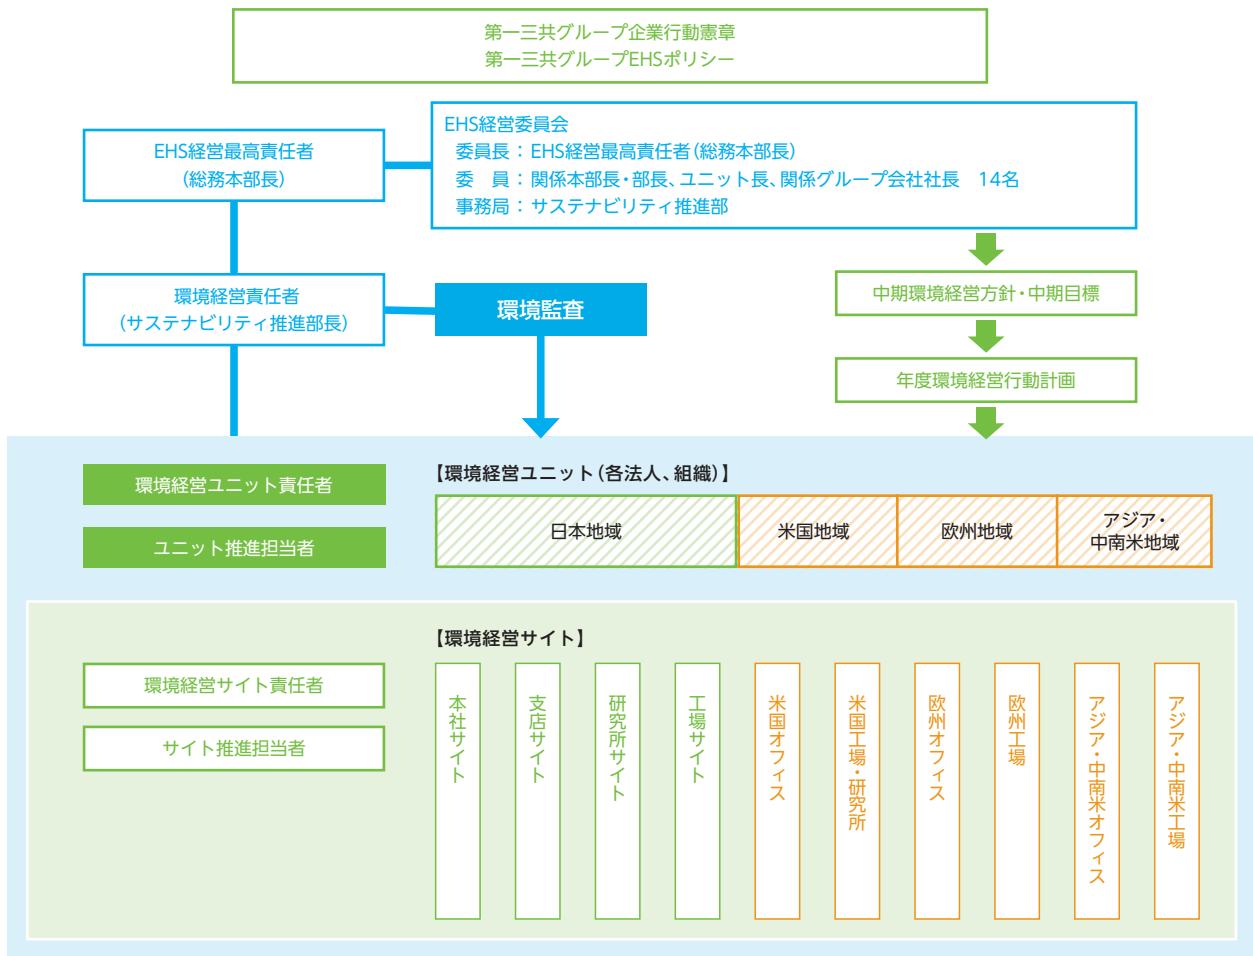 第一三共グループ企業行動憲章
第一三共グループEHSポリシー
EHS経営最高責任者
(総務本部長)
EHS経営委員会
委員長：EHS経営最高責任者(総務本部長)
委　員：関係本部長・部長、ユニット長、関係グループ会社社長　14名
事務局：サステナビリティ推進部
環境経営責任者
(サステナビリティ推進部長)
環境監査
中期環境経営方針・中期目標
年度環境経営行動計画
環境経営ユニット責任者
ユニット推進担当者
【環境経営ユニット(各法人、組織)】
日本地域
米国地域
欧州地域
アジア・
中南米地域
【環境経営サイト】
環境経営サイト責任者
サイト推進担当者
本社サイト
支店サイト
研究所サイト
工場サイト
米国オフィス
米国工場・研究所
欧州オフィス
欧州工場
アジア・中南米オフィス
アジア・中南米工場